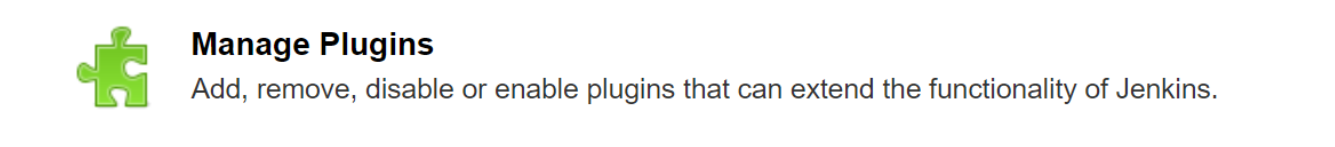 Manage Plugins
Add, remove, disable or enable plugins that can extend the functionality of Jenkins.